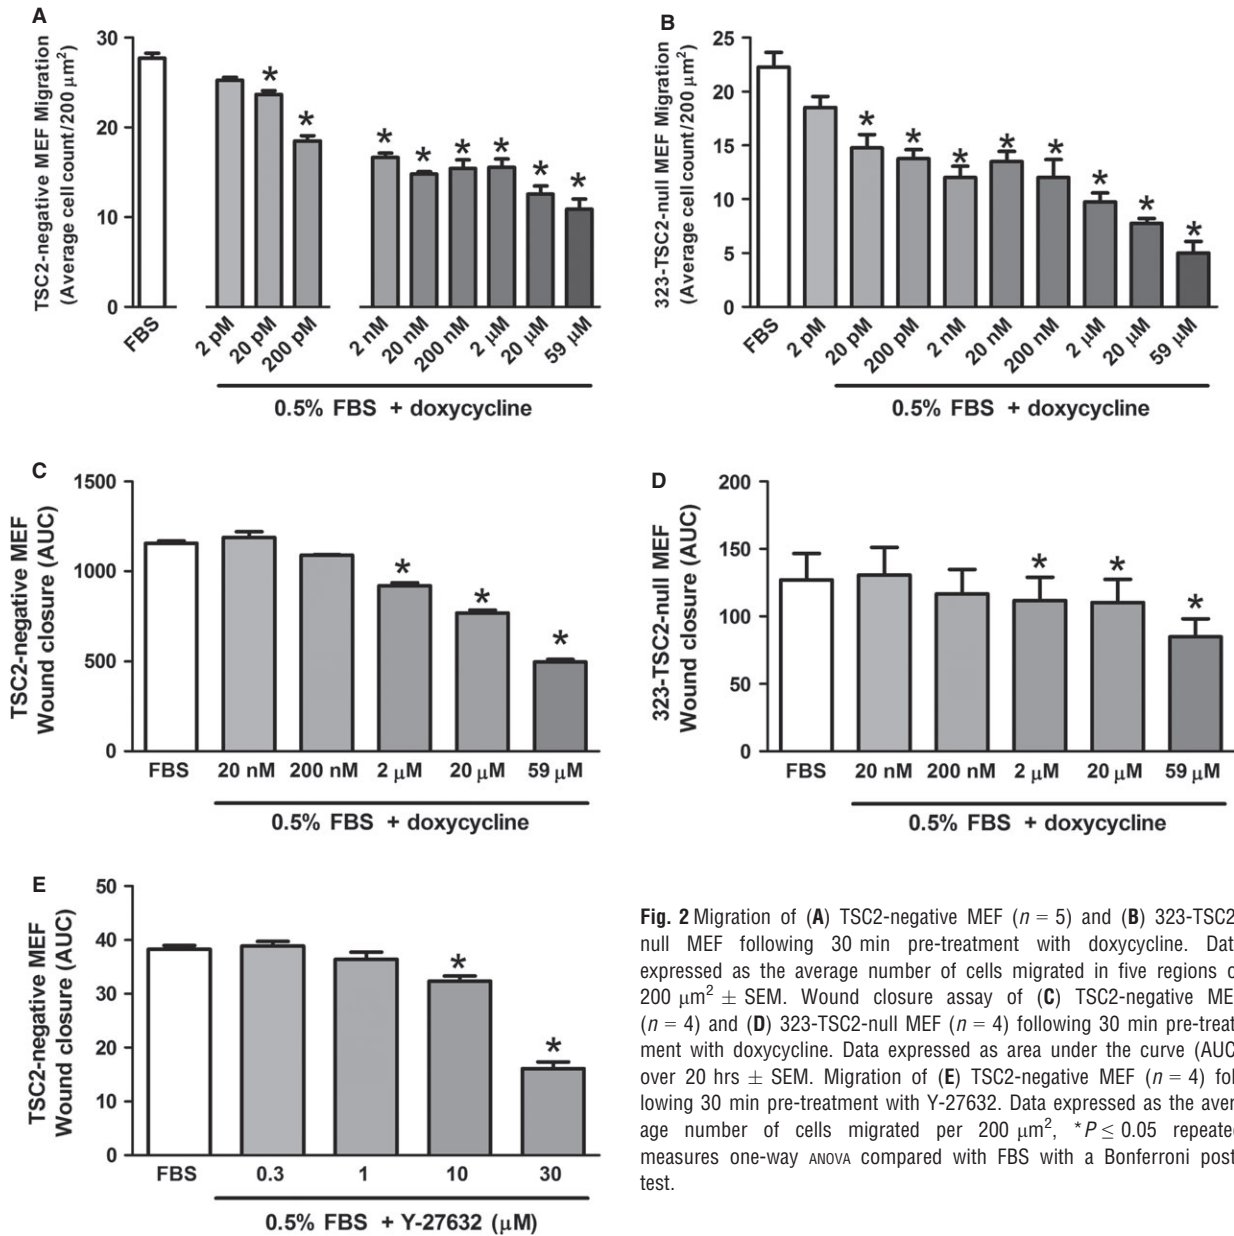 A
TSC2-negative MEF Migration
(Average cell count/200 μm²)
30
20
10
0
*
*
*
*
*
*
*
*
FBS
2 pM
20 pM
200 pM
2 nM
20 nM
200 nM
2 μM
20 μM
59 μM
0.5% FBS + doxycycline
B
323-TSC2-null MEF Migration
(Average cell count/200 μm²)
25
20
15
10
5
0
*
*
*
*
*
*
*
*
FBS
2 pM
20 pM
200 pM
2 nM
20 nM
200 nM
2 μM
20 μM
59 μM
0.5% FBS + doxycycline
C
TSC2-negative MEF
Wound closure (AUC)
1500
1000
500
0
*
*
*
FBS 20 nM 200 nM 2 μM 20 μM 59 μM
0.5% FBS + doxycycline
D
323-TSC2-null MEF
Wound closure (AUC)
200
150
100
50
0
*
*
*
FBS 20 nM 200 nM 2 μM 20 μM 59 μM
0.5% FBS + doxycycline
E
TSC2-negative MEF
Wound closure (AUC)
50
40
30
20
10
0
*
*
FBS 0.3 1 10 30
0.5% FBS + Y-27632 (μM)
Fig. 2 Migration of (A) TSC2-negative MEF (n = 5) and (B) 323-TSC2
null MEF following 30 min pre-treatment with doxycycline. Dat
expressed as the average number of cells migrated in five regions o
200 μm² ± SEM. Wound closure assay of (C) TSC2-negative ME
(n = 4) and (D) 323-TSC2-null MEF (n = 4) following 30 min pre-treat
ment with doxycycline. Data expressed as area under the curve (AUC
over 20 hrs ± SEM. Migration of (E) TSC2-negative MEF (n = 4) fol
lowing 30 min pre-treatment with Y-27632. Data expressed as the aver
age number of cells migrated per 200 μm², *P ≤ 0.05 repeate
measures one-way ANOVA compared with FBS with a Bonferroni post
test.